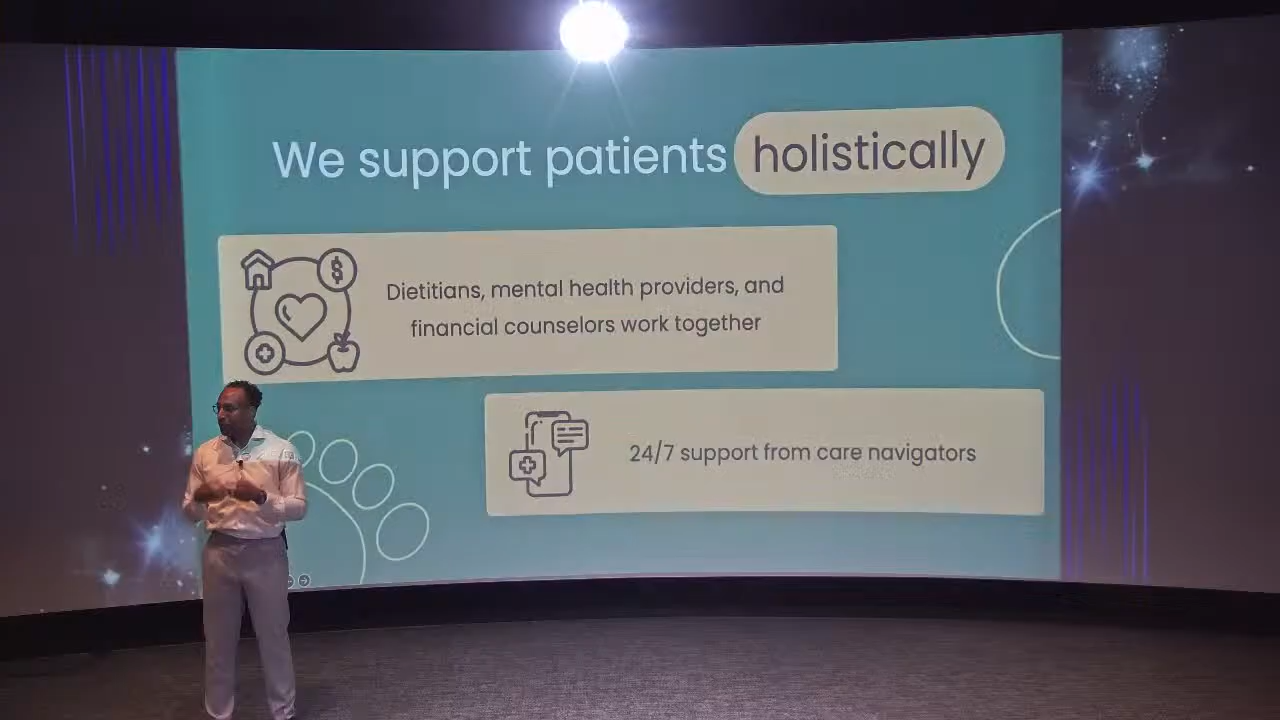 We support patients holistically
Dietitians, mental health providers, and
financial counselors work together
24/7 support from care navigators